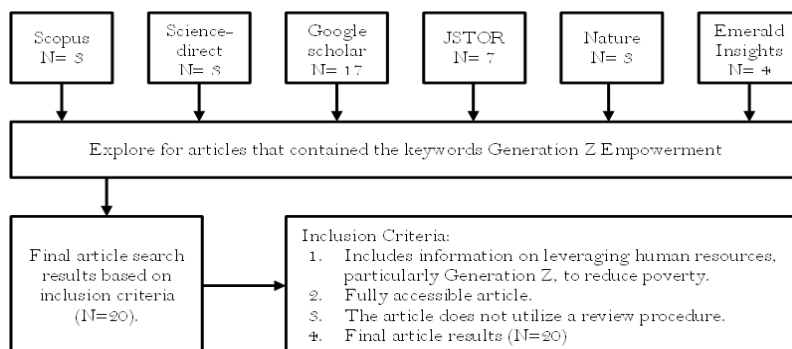 Scopus
N= 3
Science-
direct
N= 3
Google
scholar
N= 17
JSTOR
N= 7
Nature
N= 3
Emerald
Insights
N= 4
Explore for articles that contained the keywords Generation Z Empowerment
Final article search
results based on
inclusion criteria
(N=20).
Inclusion Criteria:
1. Includes information on leveraging human resources,
particularly Generation Z, to reduce poverty.
2. Fully accessible article.
3. The article does not utilize a review procedure.
4. Final article results (N=20)